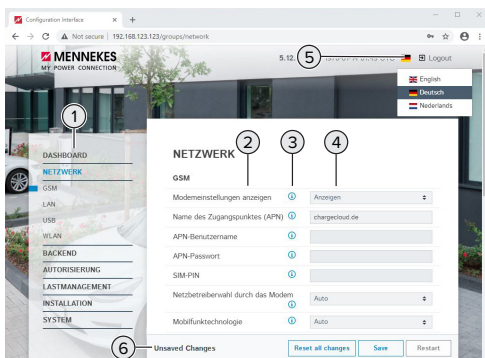 Configuration Interface
Not secure | 192.168.123.123/groups/network
MENNEKES
MY POWER CONNECTION
5.12.
5
Logout
English
Deutsch
Nederlands
1
DASHBOARD
NETZWERK
GSM
LAN
USB
WLAN
BACKEND
AUTORISIERUNG
LASTMANAGEMENT
INSTALLATION
SYSTEM
NETZWERK
2
3
4
GSM
Modemeinstellungen anzeigen
Anzeigen
Name des Zugangspunktes (APN)
chargecloud.de
APN-Benutzername
APN-Passwort
SIM-PIN
Netzbetreiberwahl durch das Modem
Auto
Mobilfunktechnologie
Auto
6
Unsaved Changes
Reset all changes
Save
Restart